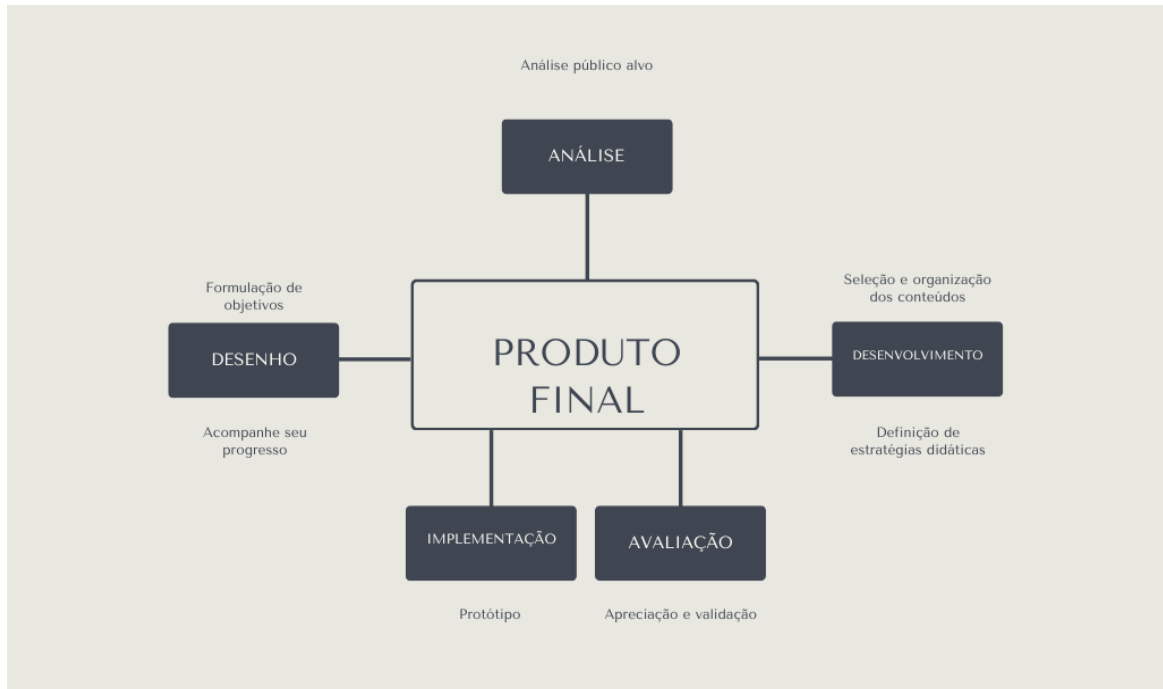 Análise público alvo
ANÁLISE
Formulação de
objetivos
DESENHO
Acompanhe seu
progresso
PRODUTO
FINAL
Seleção e organização
dos conteúdos
DESENVOLVIMENTO
Definição de
estratégias didáticas
IMPLEMENTAÇÃO
Protótipo
AVALIAÇÃO
Apreciação e validação